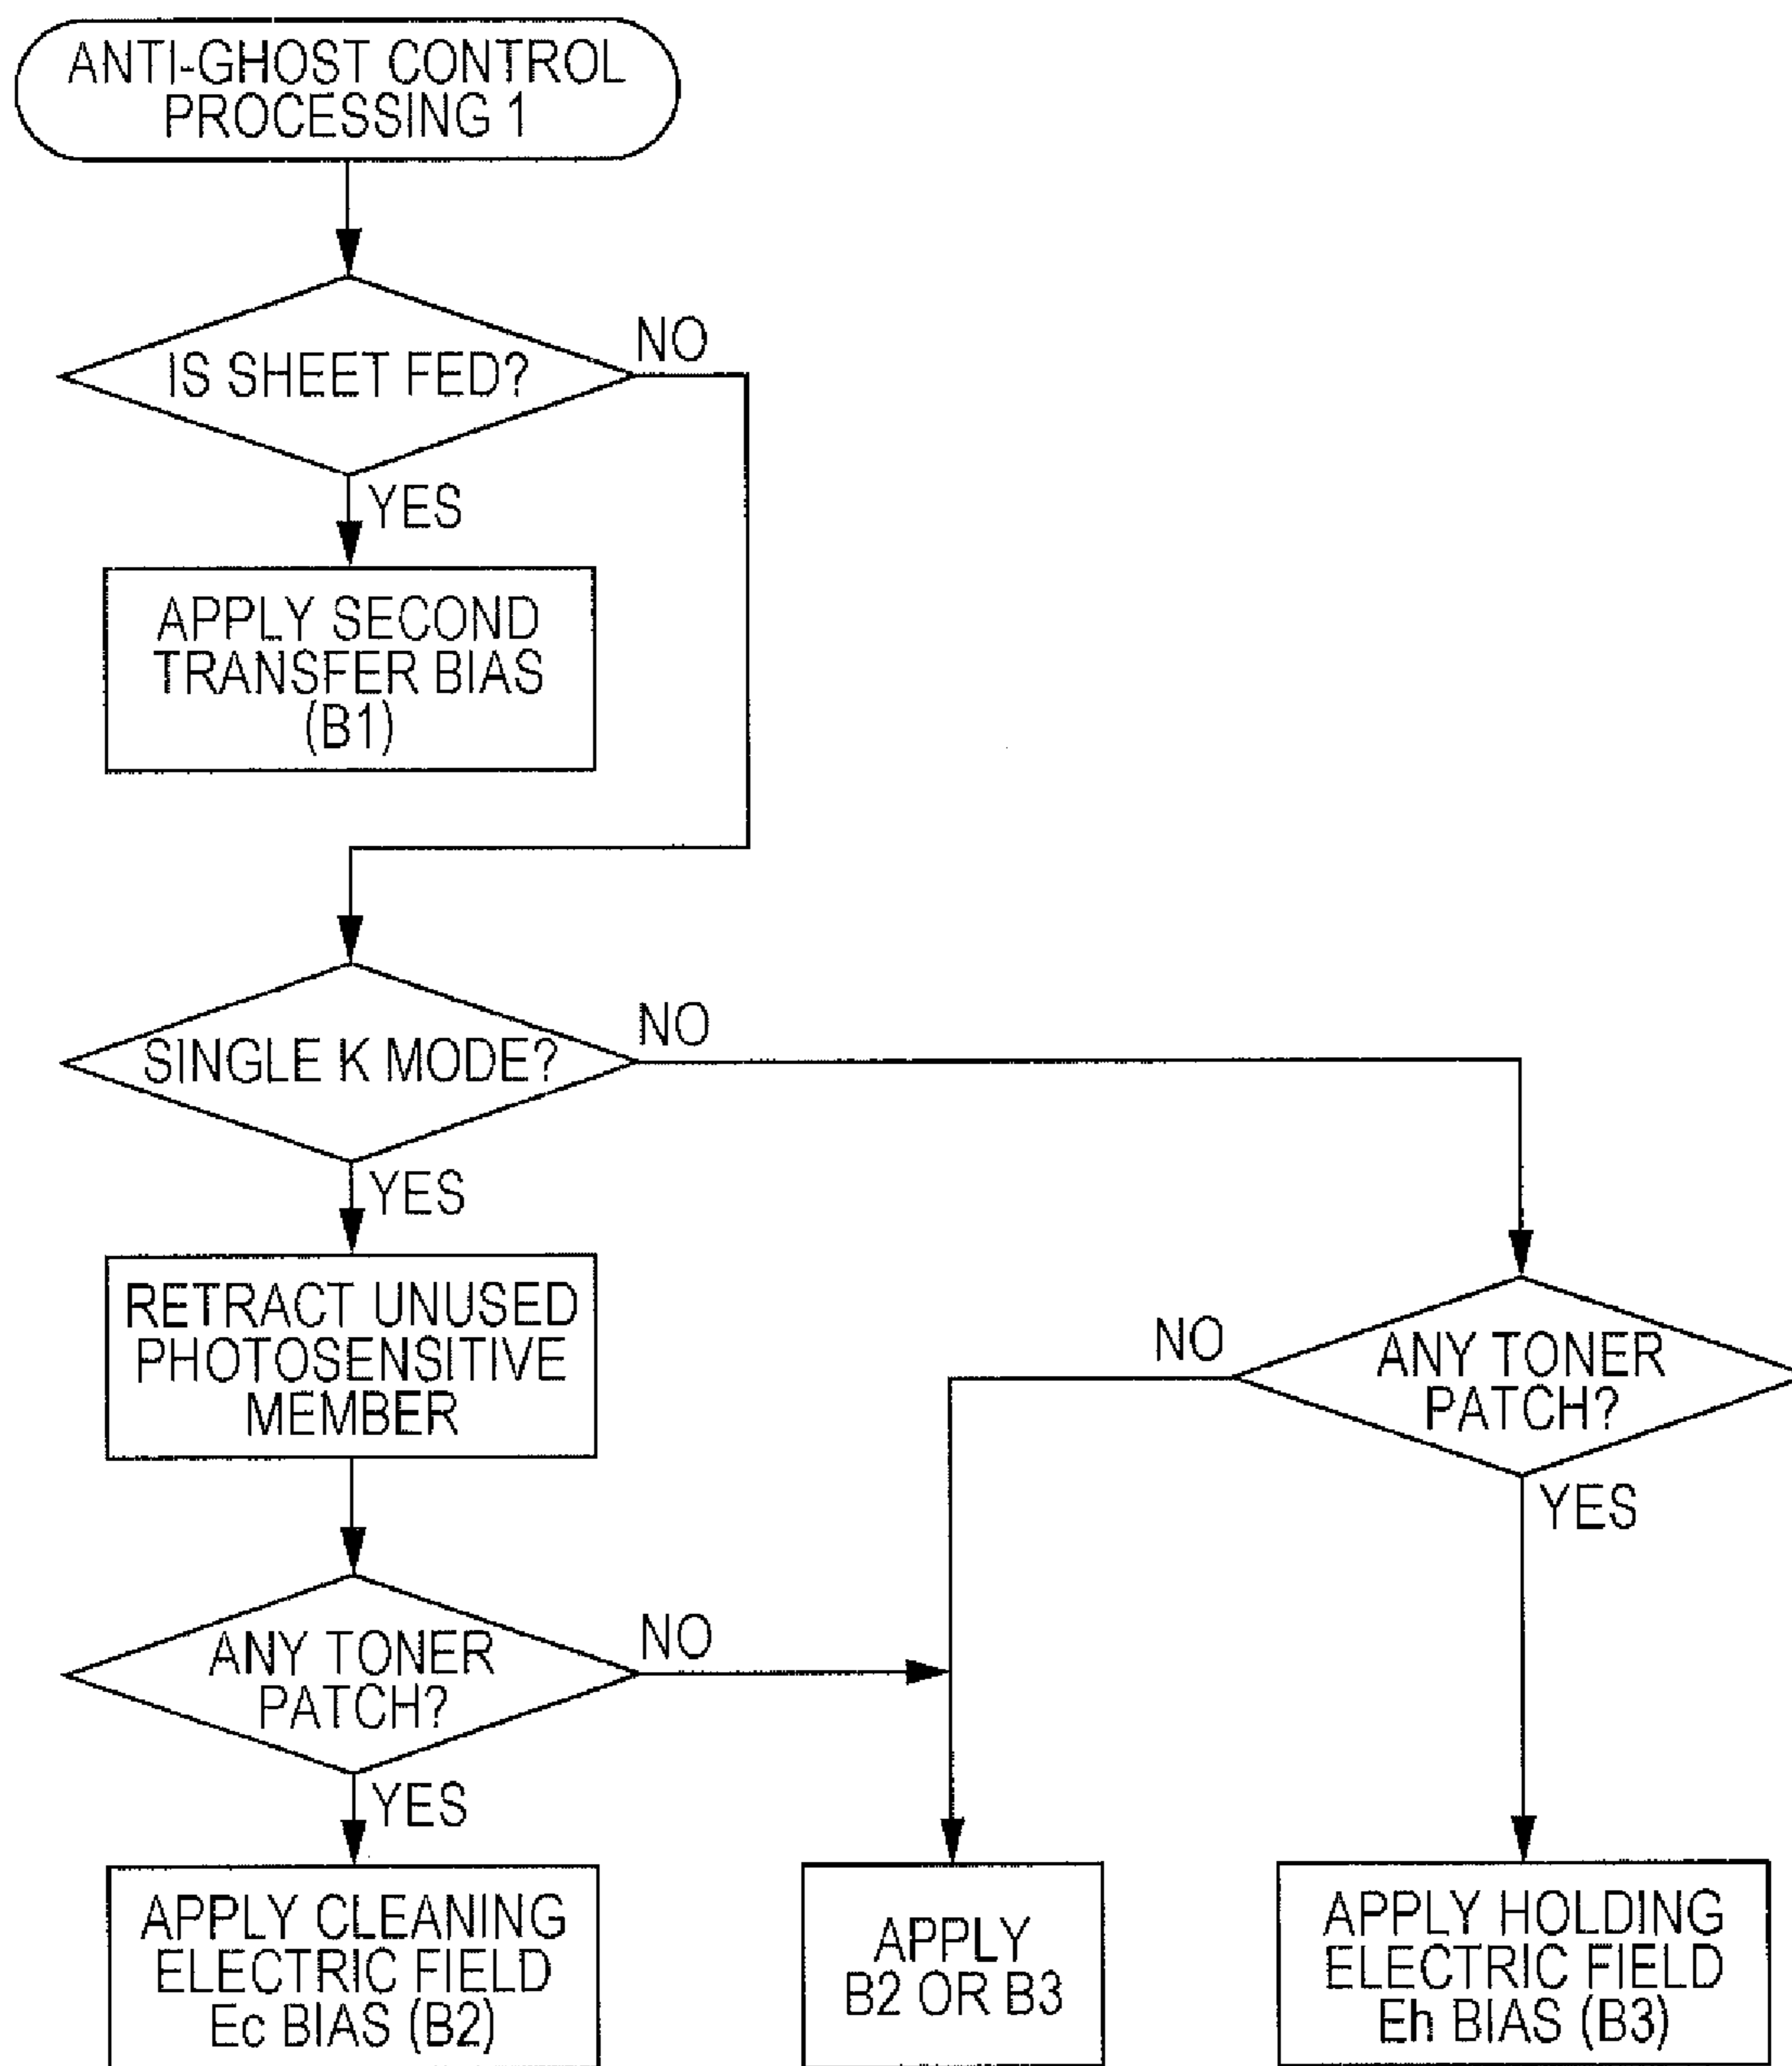 ANTI-GHOST CONTROL
PROCESSING 1
IS SHEET FED?
NO
YES
APPLY SECOND
TRANSFER BIAS
(B1)
SINGLE K MODE?
NO
YES
RETRACT UNUSED
PHOTOSENSITIVE
MEMBER
NO
ANY TONER
PATCH?
YES
ANY TONER
PATCH?
NO
YES
APPLY CLEANING
ELECTRIC FIELD
Ec BIAS (B2)
APPLY
B2 OR B3
APPLY HOLDING
ELECTRIC FIELD
Eh BIAS (B3)